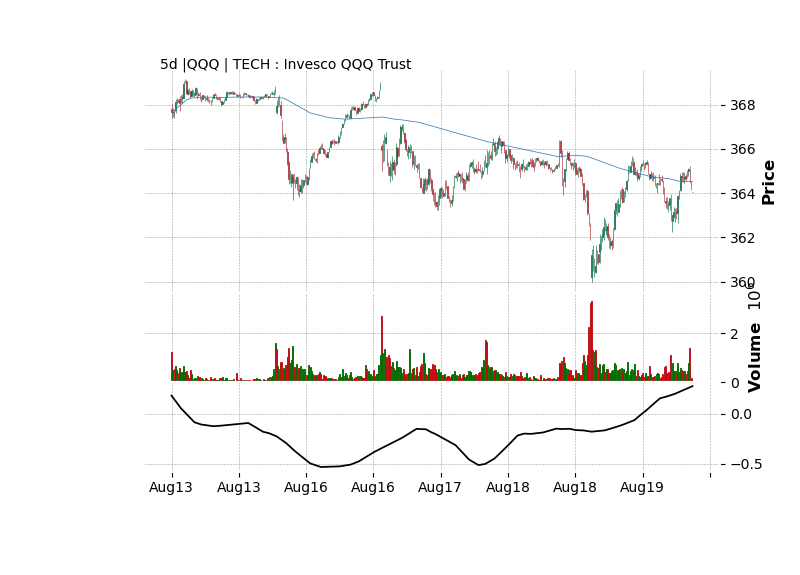 5d |QQQ | TECH : Invesco QQQ Trust
368
366
364
362
360
Price
10⁶
2
0
Volume
0.0
−0.5
Aug13 Aug13 Aug16 Aug16 Aug17 Aug18 Aug18 Aug19